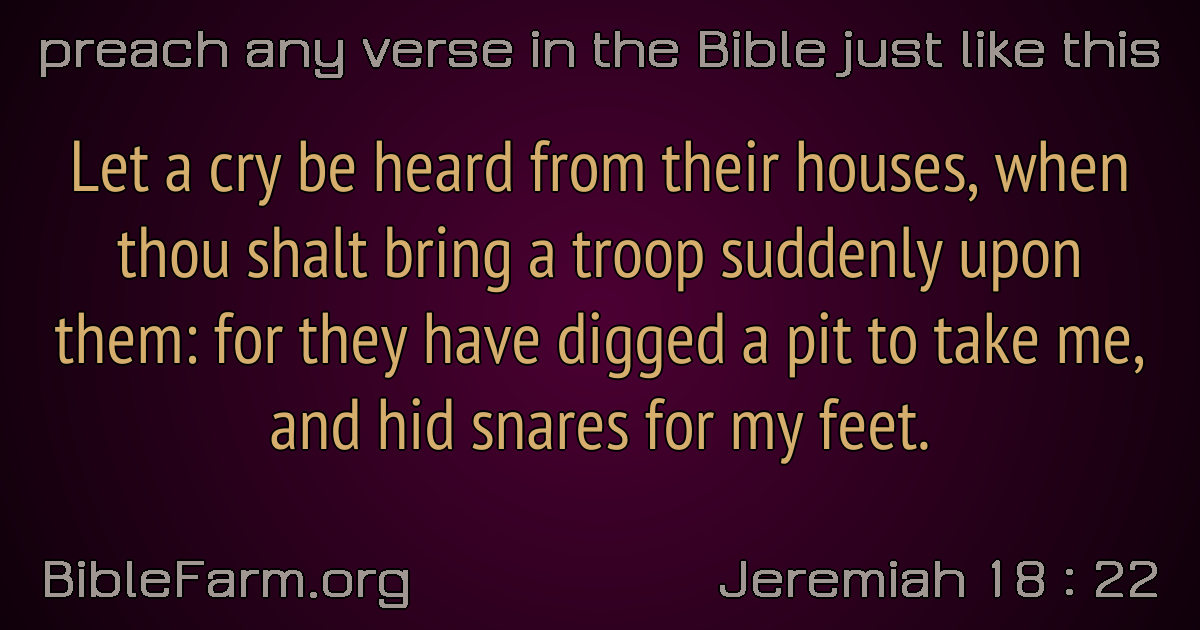 preach any verse in the Bible just like this
Let a cry be heard from their houses, when
thou shalt bring a troop suddenly upon
them: for they have digged a pit to take me,
and hid snares for my feet.
BibleFarm.org
Jeremiah 18 : 22